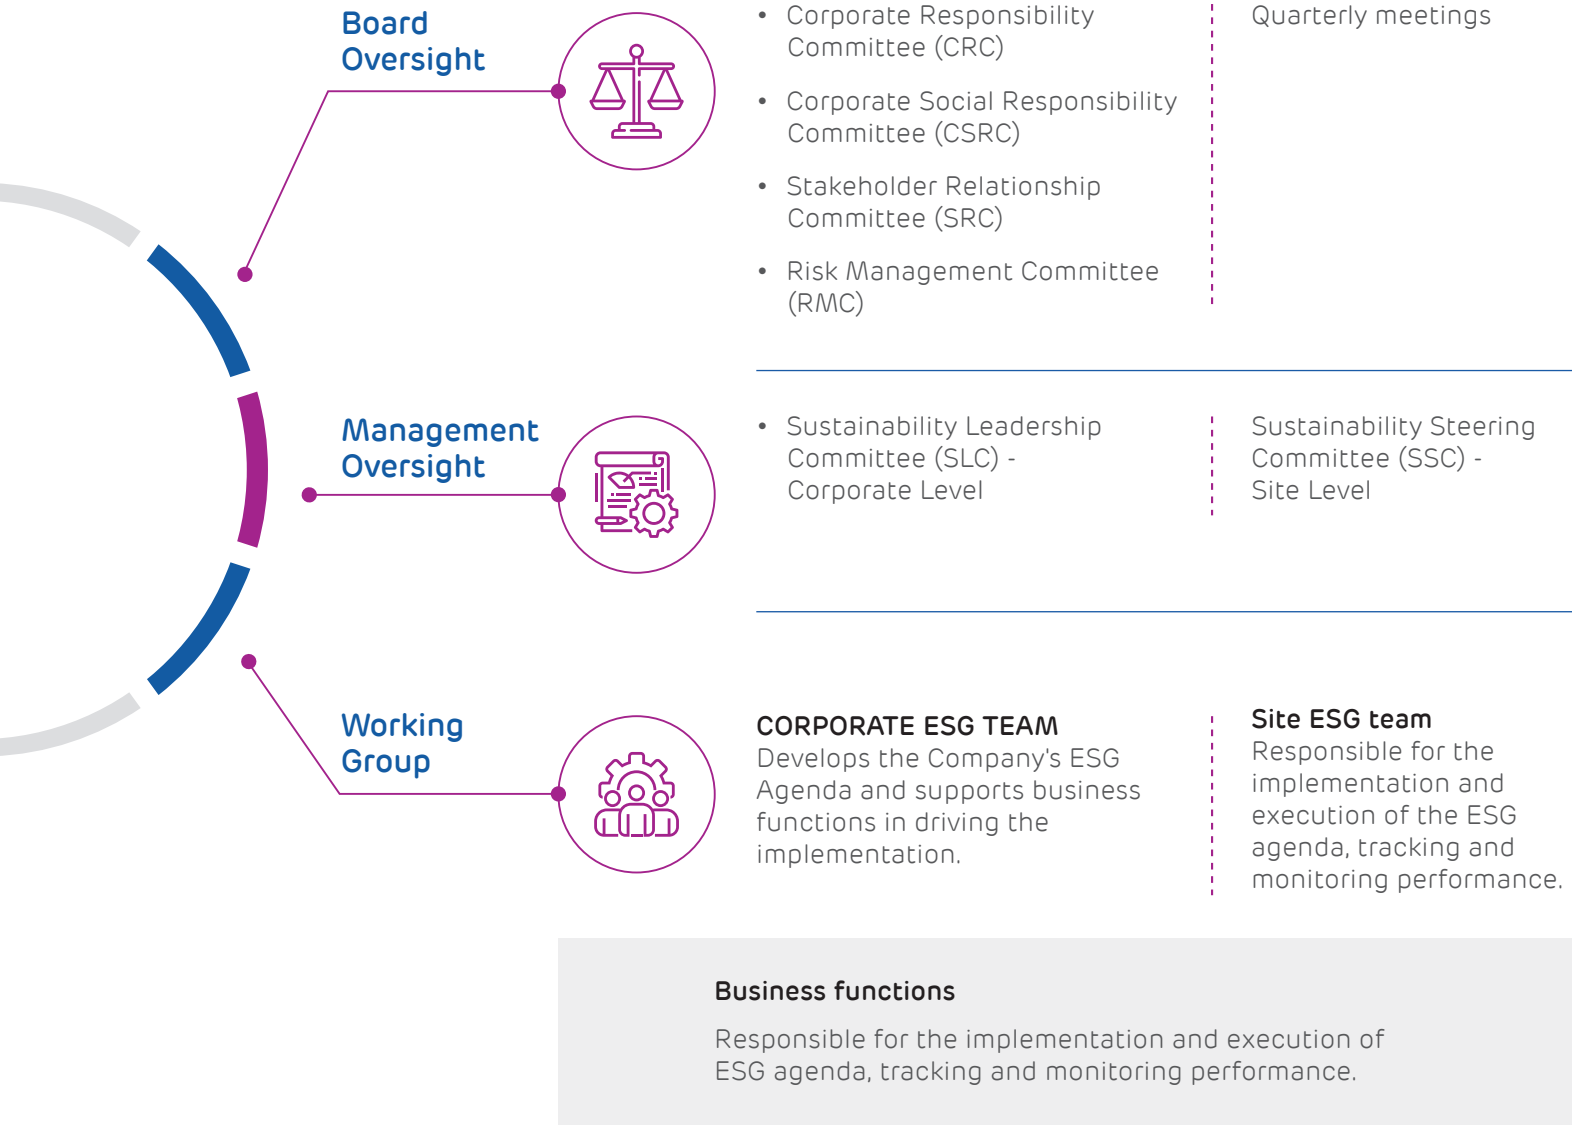 Board
Oversight
• Corporate Responsibility
Committee (CRC)
• Corporate Social Responsibility
Committee (CSRC)
• Stakeholder Relationship
Committee (SRC)
• Risk Management Committee
(RMC)
Quarterly meetings
Management
Oversight
• Sustainability Leadership
Committee (SLC) -
Corporate Level
Sustainability Steering
Committee (SSC) -
Site Level
Working
Group
CORPORATE ESG TEAM
Develops the Company's ESG
Agenda and supports business
functions in driving the
implementation.
Site ESG team
Responsible for the
implementation and
execution of the ESG
agenda, tracking and
monitoring performance.
Business functions
Responsible for the implementation and execution of
ESG agenda, tracking and monitoring performance.